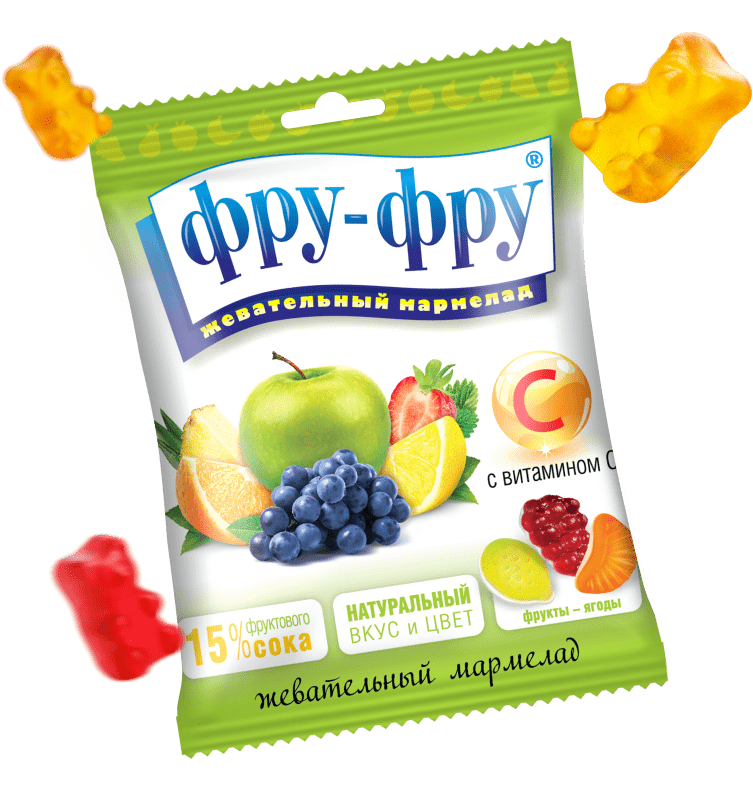 фру-фру®
жевательный мармелад
С
с витамином С
15% фруктового
сока
НАТУРАЛЬНЫЙ
ВКУС и ЦВЕТ
фрукты – ягоды
жевательный мармелад